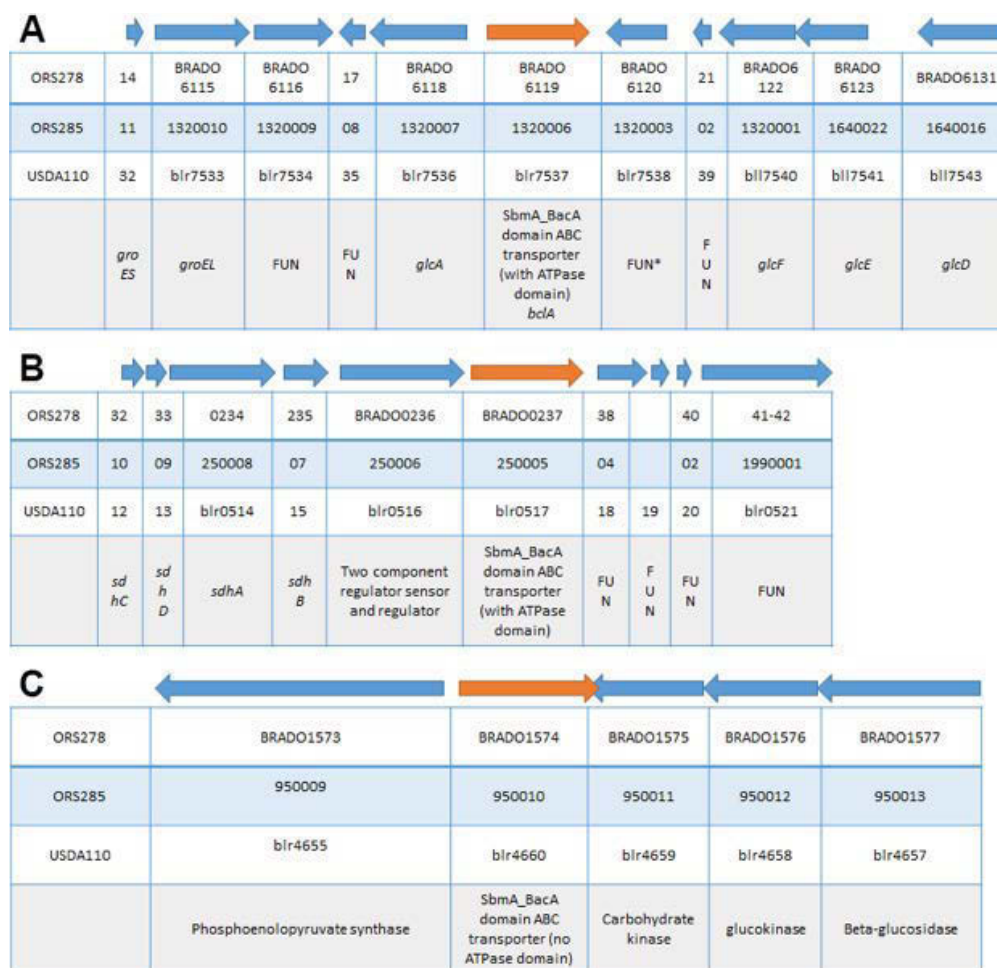 A
ORS278
14
BRADO
6115
BRADO
6116
17
BRADO
6118
BRADO
6119
BRADO
6120
21
BRADO6
122
BRADO
6123
BRADO6131
ORS285
11
1320010
1320009
08
1320007
1320006
1320003
02
1320001
1640022
1640016
USDA110
32
blr7533
blr7534
35
blr7536
blr7537
blr7538
39
bll7540
bll7541
bll7543
gro
ES
groEL
FUN
FU
N
glcA
SbmA_BacA
domain ABC
transporter
(with ATPase
domain)
bclA
FUN*
F
U
N
glcF
glcE
glcD
B
ORS278
32
33
0234
235
BRADO0236
BRADO0237
38
40
41-42
ORS285
10
09
250008
07
250006
250005
04
02
1990001
USDA110
12
13
blr0514
15
blr0516
blr0517
18
19
20
blr0521
sd
hC
sd
h
D
sdhA
sdh
B
Two component
regulator sensor
and regulator
SbmA_BacA
domain ABC
transporter
(with ATPase
domain)
FU
N
F
U
N
FU
N
FUN
C
ORS278
BRADO1573
BRADO1574
BRADO1575
BRADO1576
BRADO1577
ORS285
950009
950010
950011
950012
950013
USDA110
blr4655
blr4660
blr4659
blr4658
blr4657
Phosphoenolopyruvate synthase
SbmA_BacA
domain ABC
transporter (no
ATPase domain)
Carbohydrate
kinase
glucokinase
Beta-glucosidase